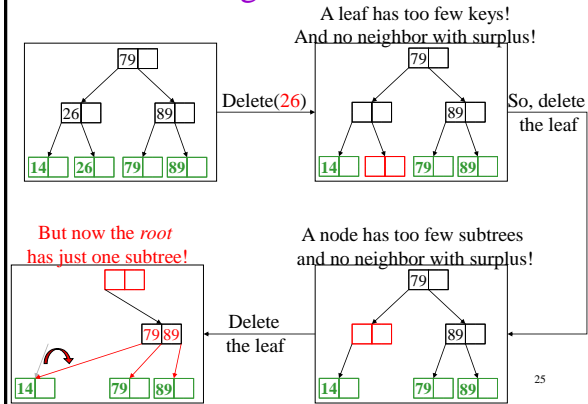 A leaf has too few keys!
And no neighbor with surplus!
79
26
89
14
26
79
89
Delete(26)
79
89
14
79
89
So, delete
the leaf
A node has too few subtrees
and no neighbor with surplus!
79
89
14
79
89
Delete
the leaf
But now the root
has just one subtree!
79 89
14
79
89
25